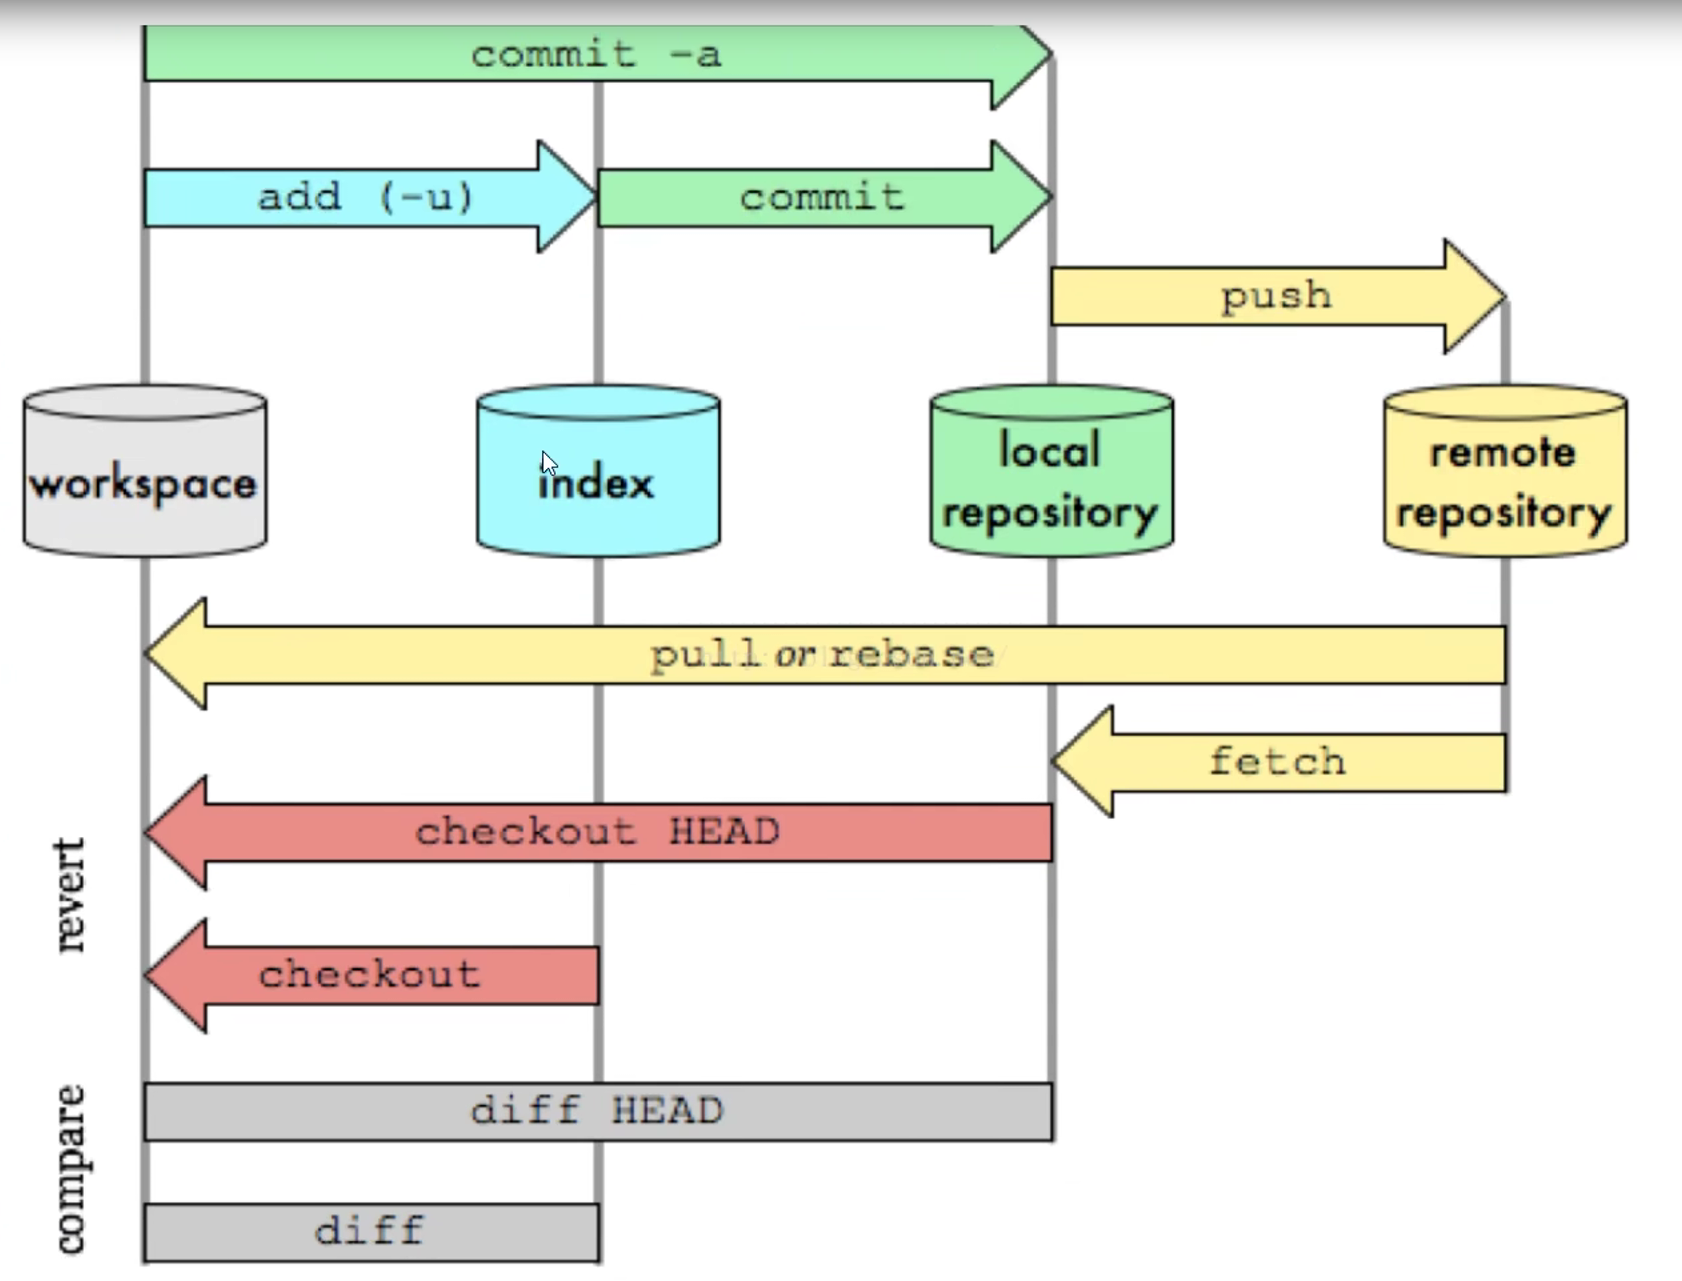 commit -a
add (-u)
commit
push
workspace
index
local
repository
remote
repository
pull or rebase
fetch
revert
checkout HEAD
checkout
compare
diff HEAD
diff